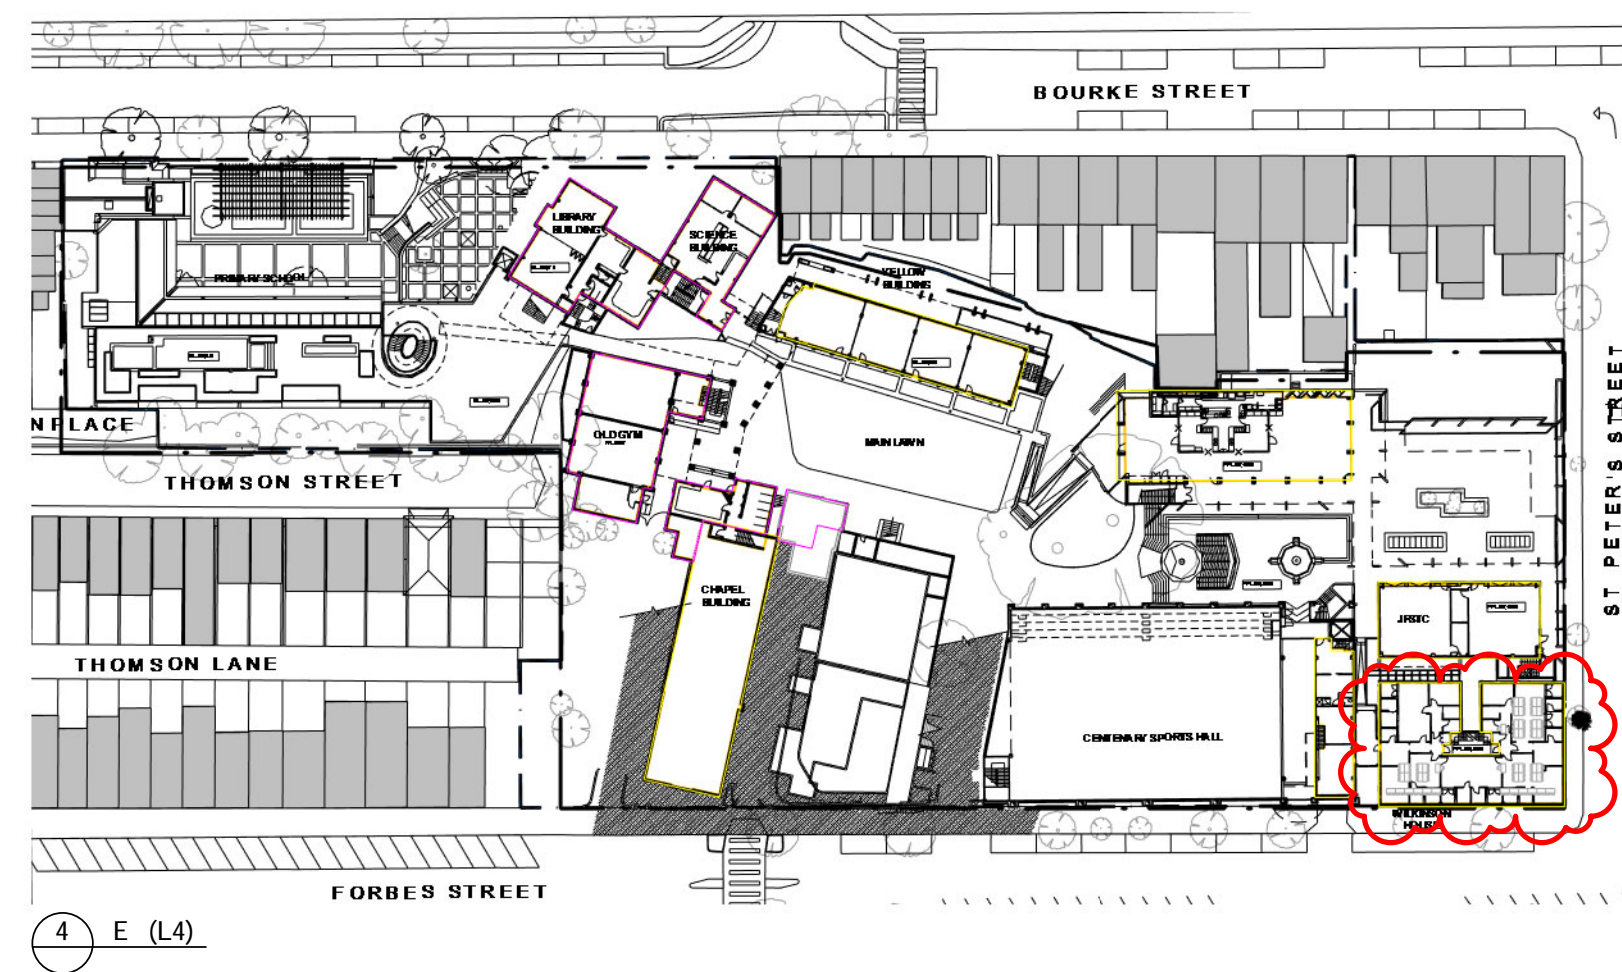 BOURKE STREET
LIBRARY
BUILDING
SCIENCE
BUILDING
PRIMARY SCHOOL
YELLOW
BUILDING
N PLACE
OLD GYM
MAIN LAWN
THOMSON STREET
ST PETER'S STREET
CHAPEL
BUILDING
JRSTC
THOMSON LANE
CENTENARY SPORTS HALL
WILKINSON
HOUSE
FORBES STREET
4 E (L4)